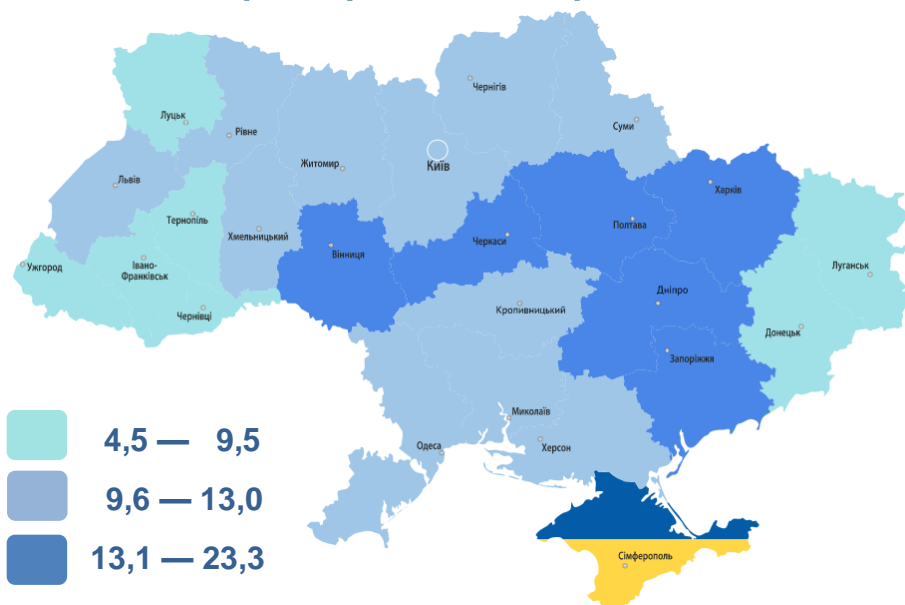 Чернігів
Луцьк
Рівне
Суми
Житомир
Київ
Львів
Харків
Тернопіль
Хмельницький
Полтава
Черкаси
Вінниця
Ужгород
Івано-
Франківськ
Луганськ
Дніпро
Чернівці
Кропивницький
Донецьк
Запоріжжя
Миколаїв
Одеса
Херсон
4,5 — 9,5
9,6 — 13,0
13,1 — 23,3
Сімферополь